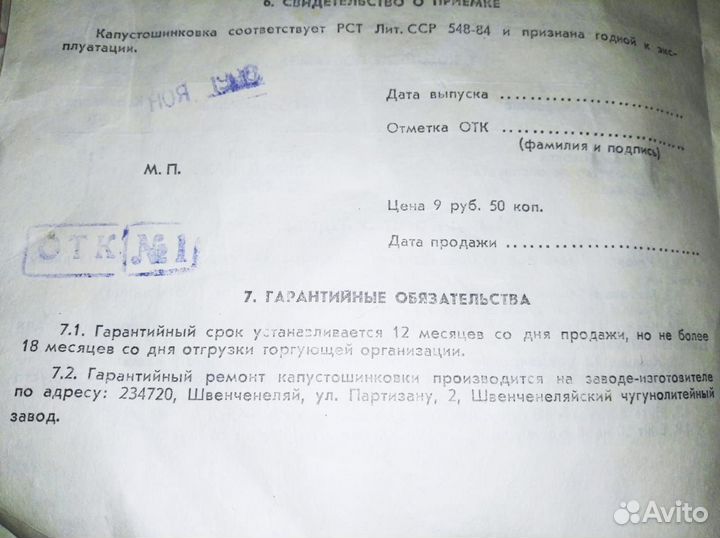 6. СВИДЕТЕЛЬСТВО О ПРИЕМКЕ
Капустошинковка соответствует РСТ Лит. ССР 548-84 и признана годной к экс-
плуатации.
Дата выпуска
Отметка ОТК
(фамилия и подпись)
М. П.
Цена 9 руб. 50 коп.
ОТК №1
Дата продажи
7. ГАРАНТИЙНЫЕ ОБЯЗАТЕЛЬСТВА
7.1. Гарантийный срок устанавливается 12 месяцев со дня продажи, но не более
18 месяцев со дня отгрузки торгующей организации.
7.2. Гарантийный ремонт капустошинковки производится на заводе-изготовителе
по адресу: 234720, Швенченеляй, ул. Партизану, 2, Швенченеляйский чугунолитейный
завод.
Avito